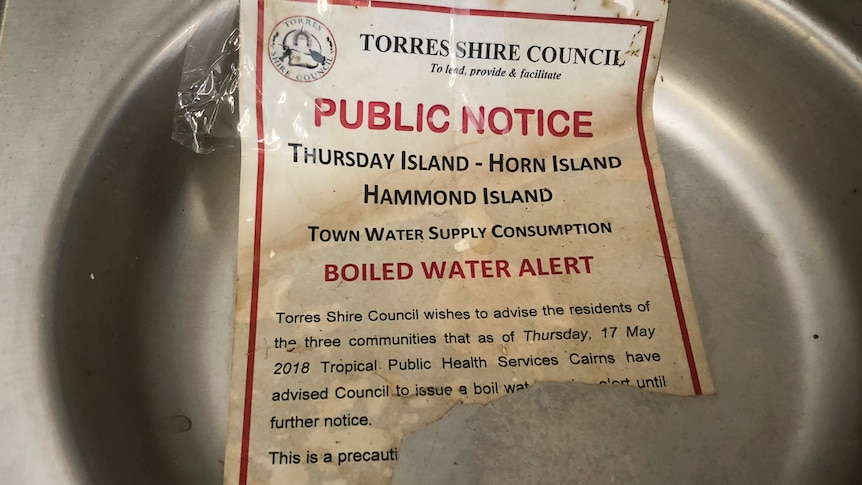 TORRES
SHIRE COUNCIL
TORRES SHIRE COUNCIL
To lead, provide & facilitate
PUBLIC NOTICE
THURSDAY ISLAND - HORN ISLAND
HAMMOND ISLAND
TOWN WATER SUPPLY CONSUMPTION
BOILED WATER ALERT
Torres Shire Council wishes to advise the residents of
the three communities that as of Thursday, 17 May
2018 Tropical Public Health Services Cairns have
advised Council to issue a boil alert until
further notice.
This is a